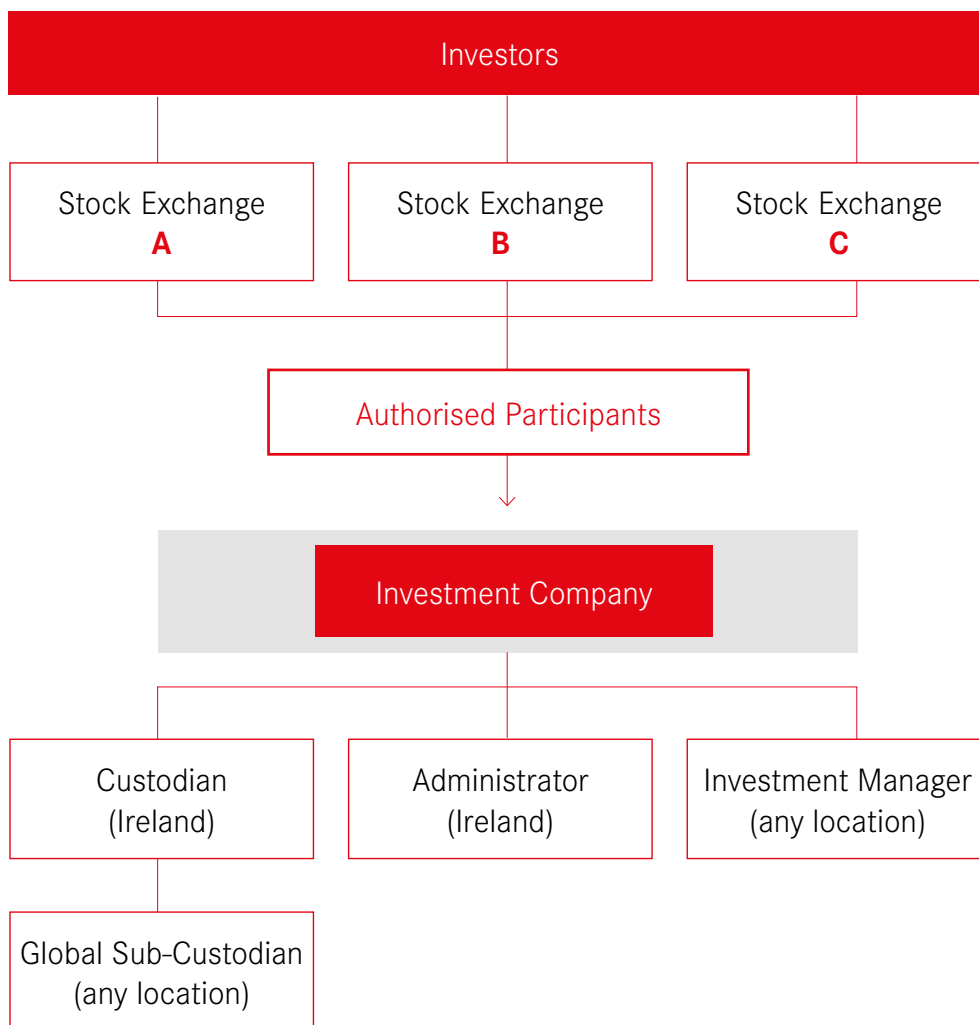 Investors
Stock Exchange
A
Stock Exchange
B
Stock Exchange
C
Authorised Participants
Investment Company
Custodian
(Ireland)
Administrator
(Ireland)
Investment Manager
(any location)
Global Sub-Custodian
(any location)